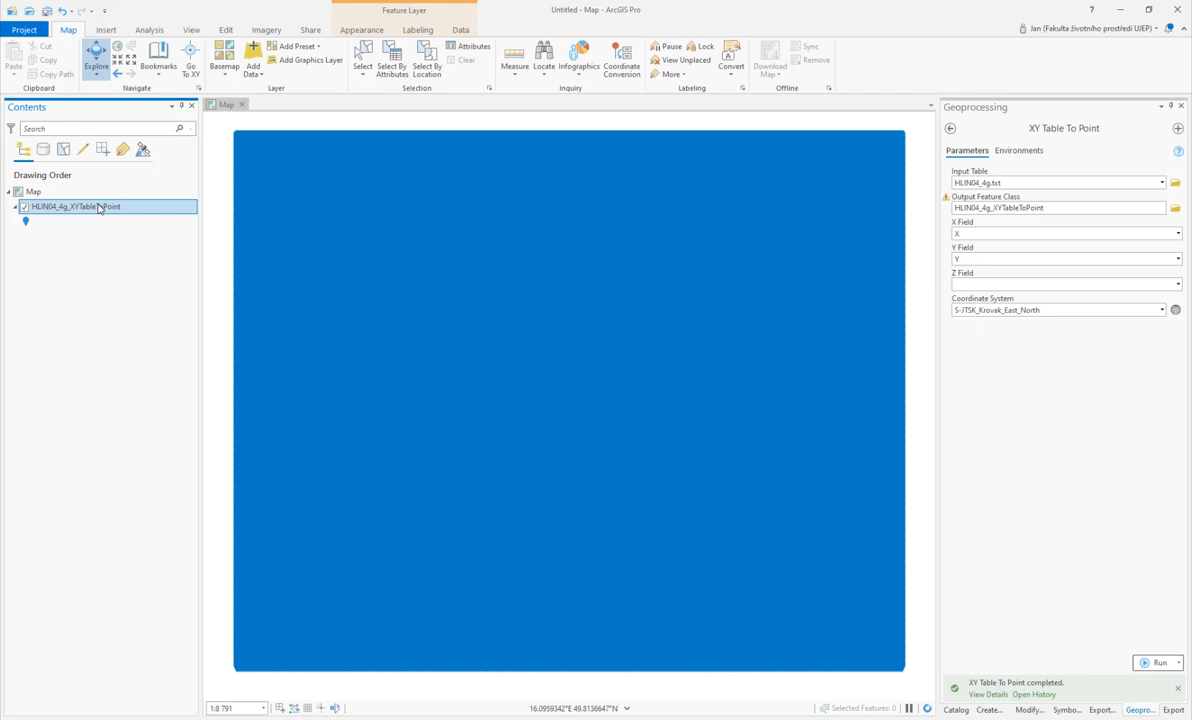 Feature Layer
Untitled - Map - ArcGIS Pro
?
Project Map Insert Analysis View Edit Imagery Share Appearance Labeling Data
Jan (Fakulta životního prostředí UJEP)
Paste
Cut
Copy
Copy Path
Clipboard
Explore
Bookmarks
Go
To XY
Navigate
Basemap
Add
Data
Add Preset
Add Graphics Layer
Layer
Select
Select By
Attributes
Select By
Location
Attributes
Clear
Selection
Measure
Locate
Infographics
Coordinate
Conversion
Inquiry
Pause
Lock
View Unplaced
More
Labeling
Convert
Download
Map
Sync
Remove
Offline
Contents
Search
Drawing Order
Map
HLIN04_4g_XYTableToPoint
Map
1:8 791
16.0959342°E 49.8136647°N
Selected Features: 0
Geoprocessing
XY Table To Point
Parameters Environments
?
Input Table
HLIN04_4g.txt
Output Feature Class
HLIN04_4g_XYTableToPoint
X Field
X
Y Field
Y
Z Field
Coordinate System
S-JTSK_Krovak_East_North
Run
XY Table To Point completed.
View Details Open History
Catalog Create... Modify... Symbo... Export... Geopro... Export